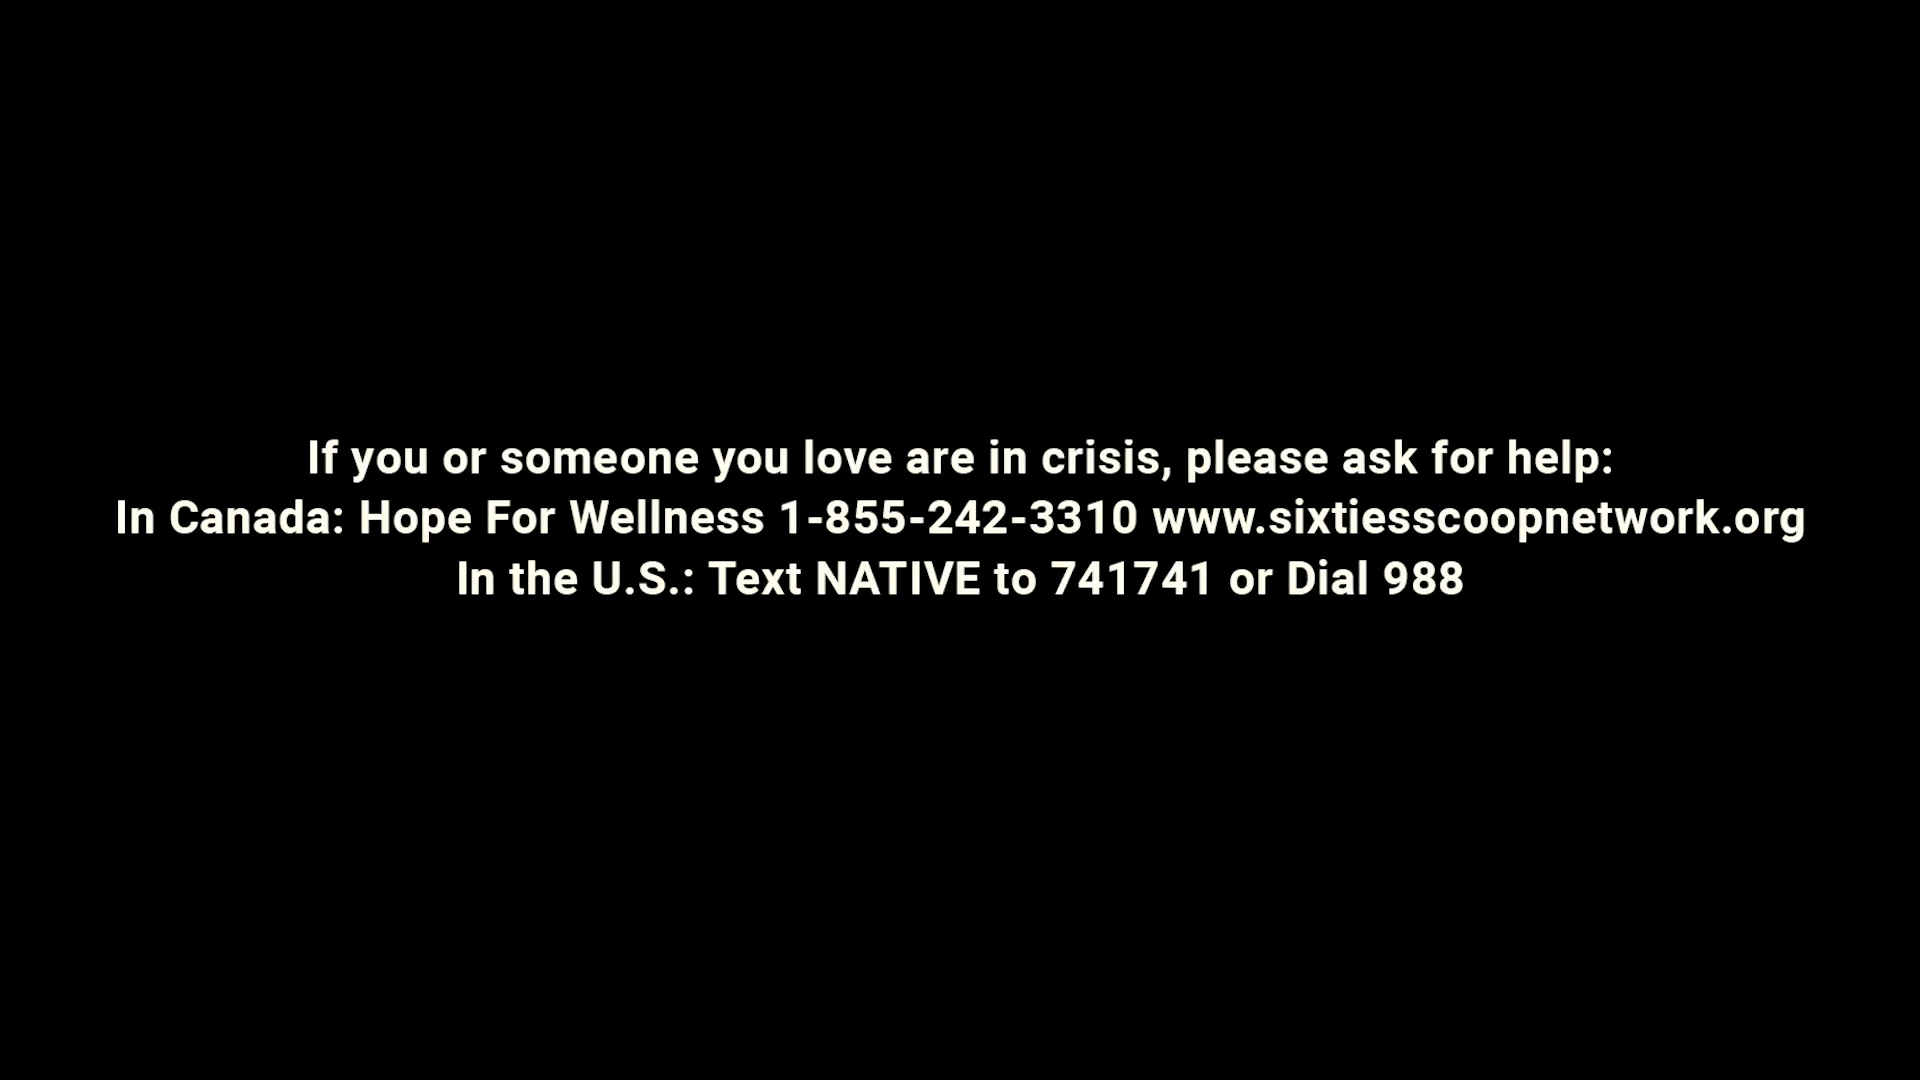 If you or someone you love are in crisis, please ask for help:
In Canada: Hope For Wellness 1-855-242-3310 www.sixtiesscoopnetwork.org
In the U.S.: Text NATIVE to 741741 or Dial 988